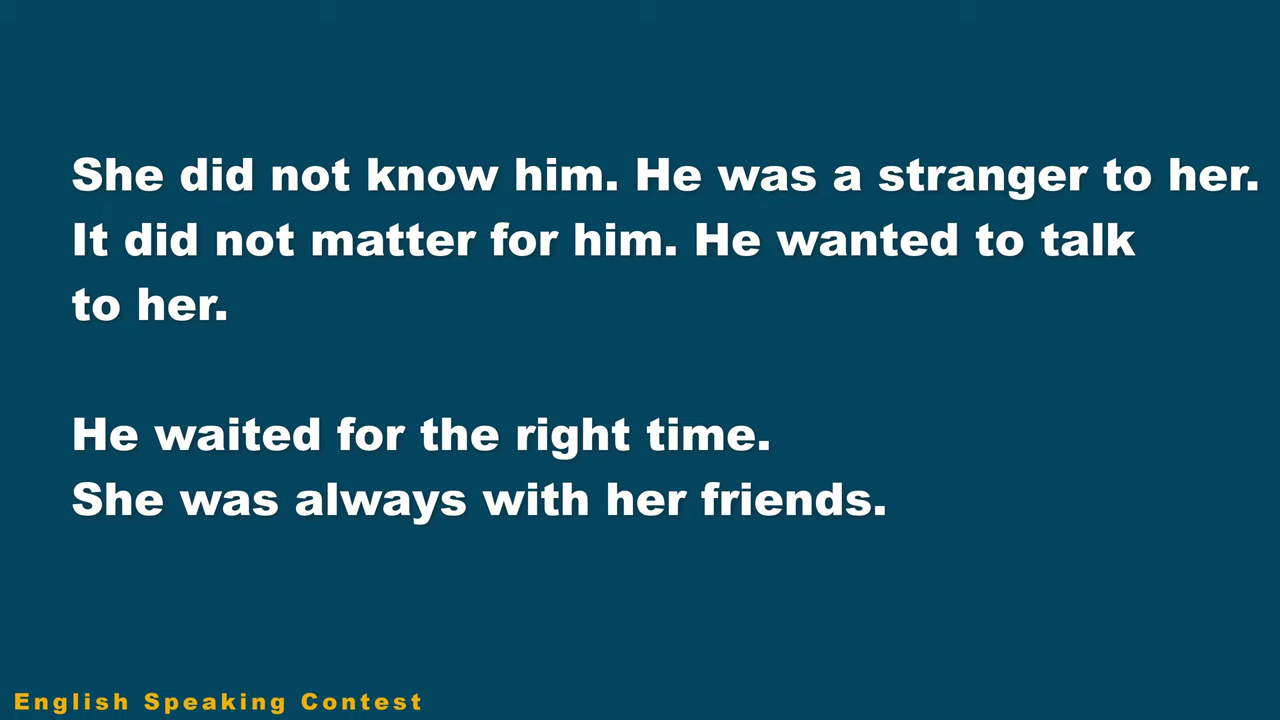 She did not know him. He was a stranger to her.
It did not matter for him. He wanted to talk
to her.
He waited for the right time.
She was always with her friends.
English Speaking Contest